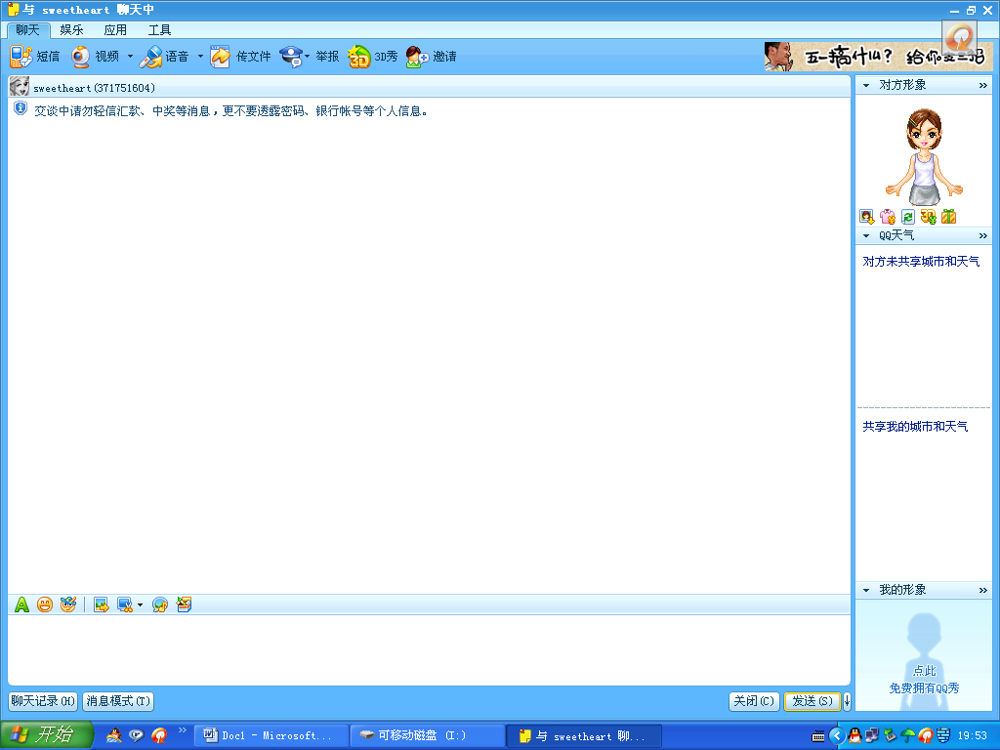 与 sweetheart 聊天中
聊天 娱乐 应用 工具
短信 视频 语音 传文件 举报 3D秀 邀请
五一搞什么? 给你
sweetheart(371751604)
交谈中请勿轻信汇款、中奖等消息，更不要透露密码、银行帐号等个人信息。
对方形象
QQ天气
对方未共享城市和天气
共享我的城市和天气
我的形象
点此
免费拥有QQ秀
聊天记录(H) 消息模式(T) 关闭(C) 发送(S)
开始 Doc1 - Microsoft... 可移动磁盘 (I:) 与 sweetheart 聊... 19:53